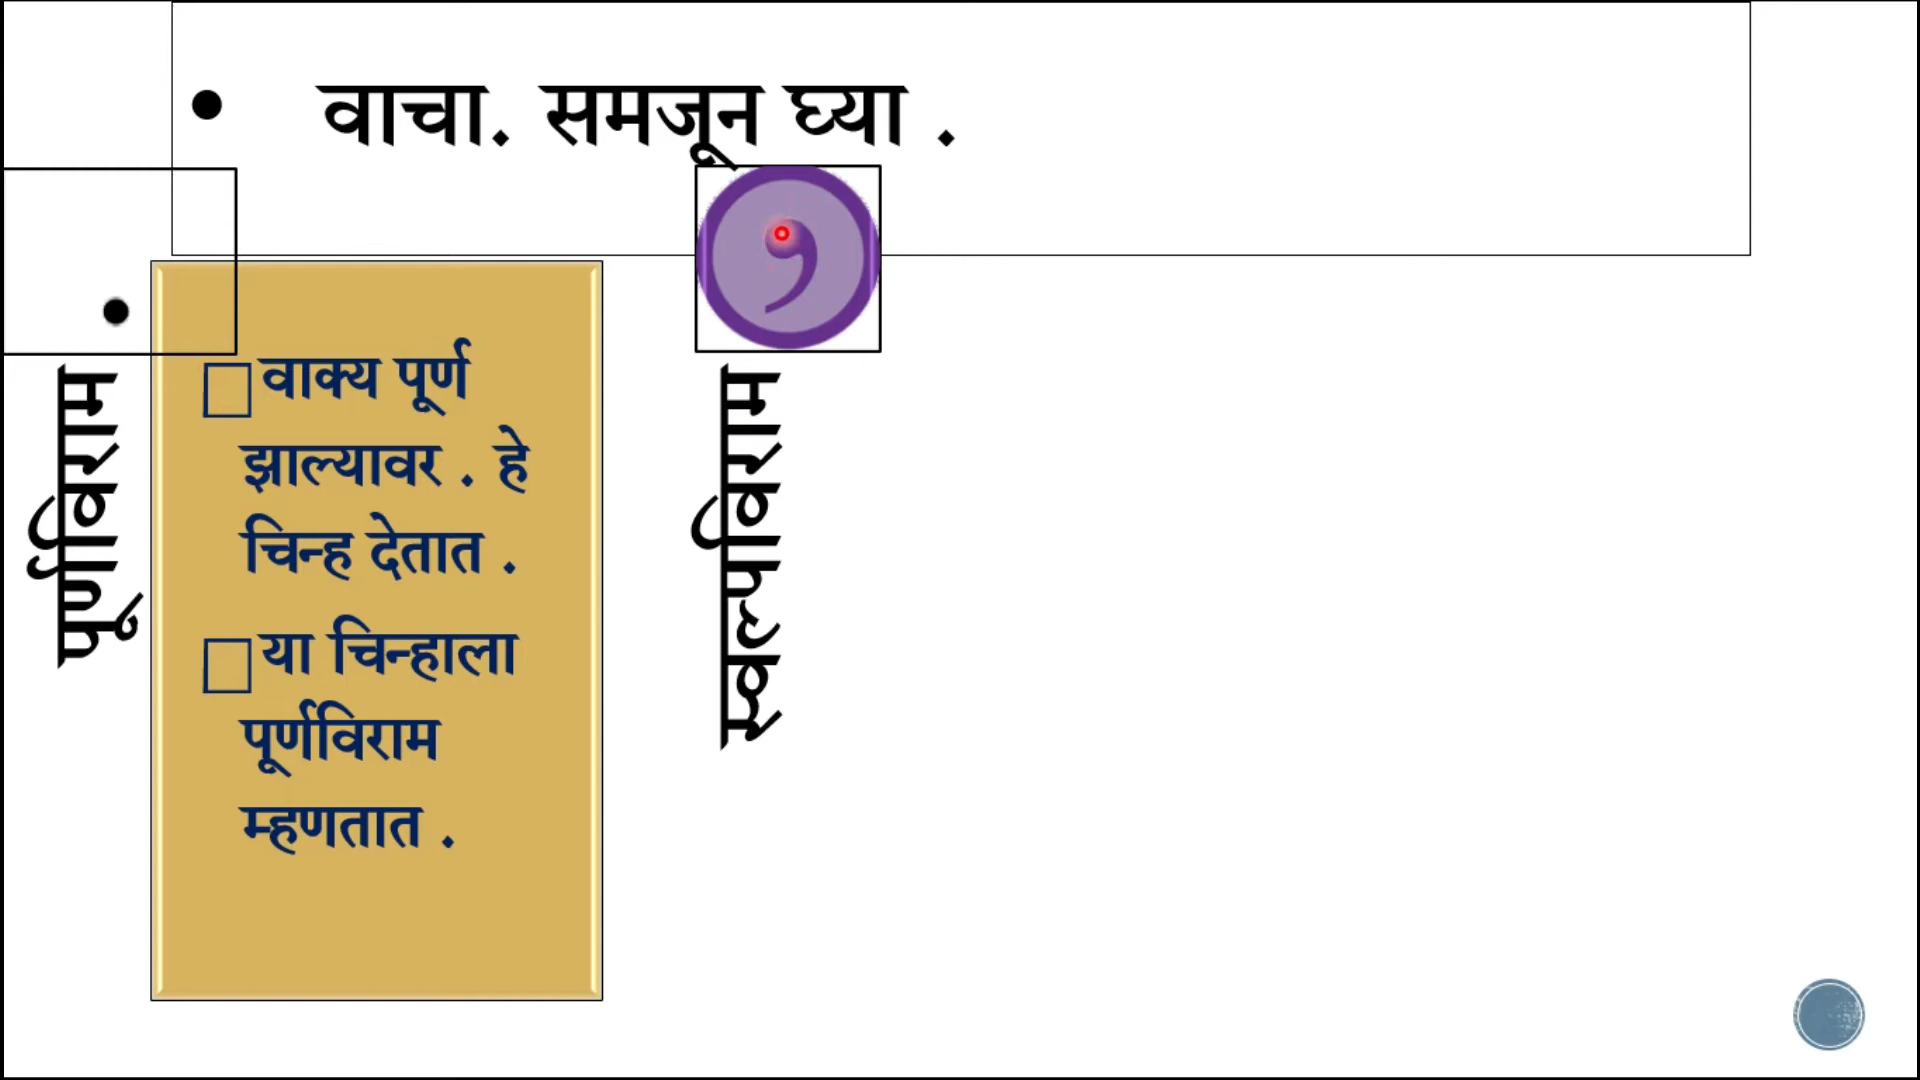 • वाचा. समजून घ्या .
.
पूर्णविराम
वाक्य पूर्ण
झाल्यावर . हे
चिन्ह देतात .
या चिन्हाला
पूर्णविराम
म्हणतात .
,
स्वल्पविराम